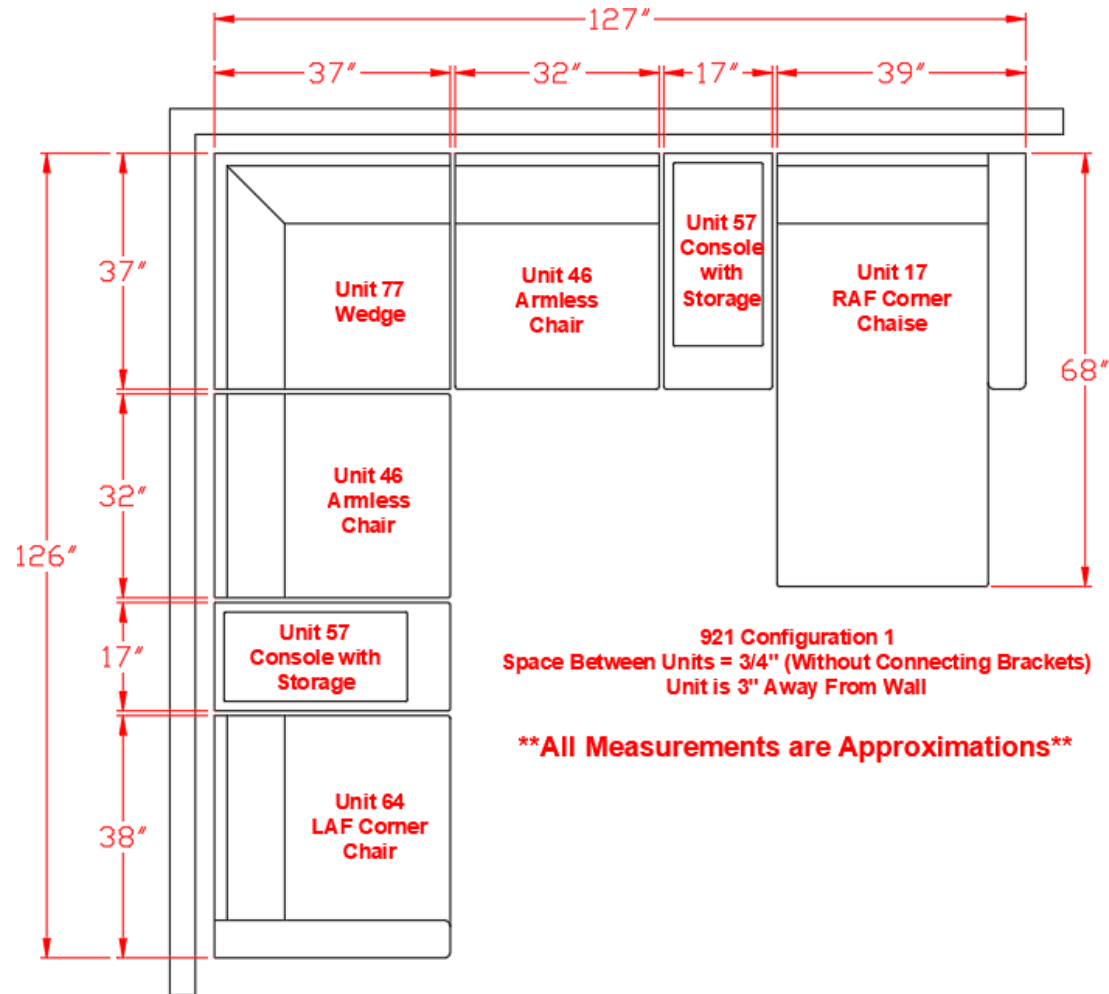 127"
37"
32"
17"
39"
37"
Unit 77
Wedge
Unit 46
Armless
Chair
Unit 57
Console
with
Storage
Unit 17
RAF Corner
Chaise
68"
32"
Unit 46
Armless
Chair
126"
17"
Unit 57
Console with
Storage
921 Configuration 1
Space Between Units = 3/4" (Without Connecting Brackets)
Unit is 3" Away From Wall
**All Measurements are Approximations**
38"
Unit 64
LAF Corner
Chair